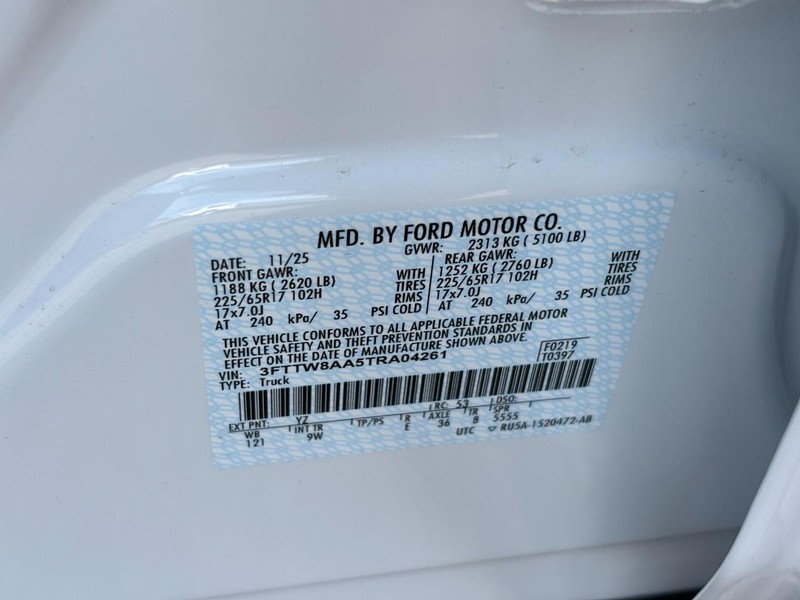 MFD. BY FORD MOTOR CO.
DATE: 11/25 GVWR: 2313 KG ( 5100 LB)
FRONT GAWR: REAR GAWR:
1188 KG ( 2620 LB) WITH 1252 KG ( 2760 LB) WITH
225/65R17 102H TIRES 225/65R17 102H TIRES
17x7.0J RIMS 17x7.0J RIMS
AT 240 kPa/ 35 PSI COLD AT 240 kPa/ 35 PSI COLD
THIS VEHICLE CONFORMS TO ALL APPLICABLE FEDERAL MOTOR
VEHICLE SAFETY AND THEFT PREVENTION STANDARDS IN
EFFECT ON THE DATE OF MANUFACTURE SHOWN ABOVE.
VIN: 3FTTW8AA5TRA04261 F0219
TYPE: Truck T0397
EXT PNT: YZ RC: 53 DSO:
WB INT TR TP/PS R AXLE TR SPR
121 9W E 36 B 5555
UTC RU5A-1520472-AB